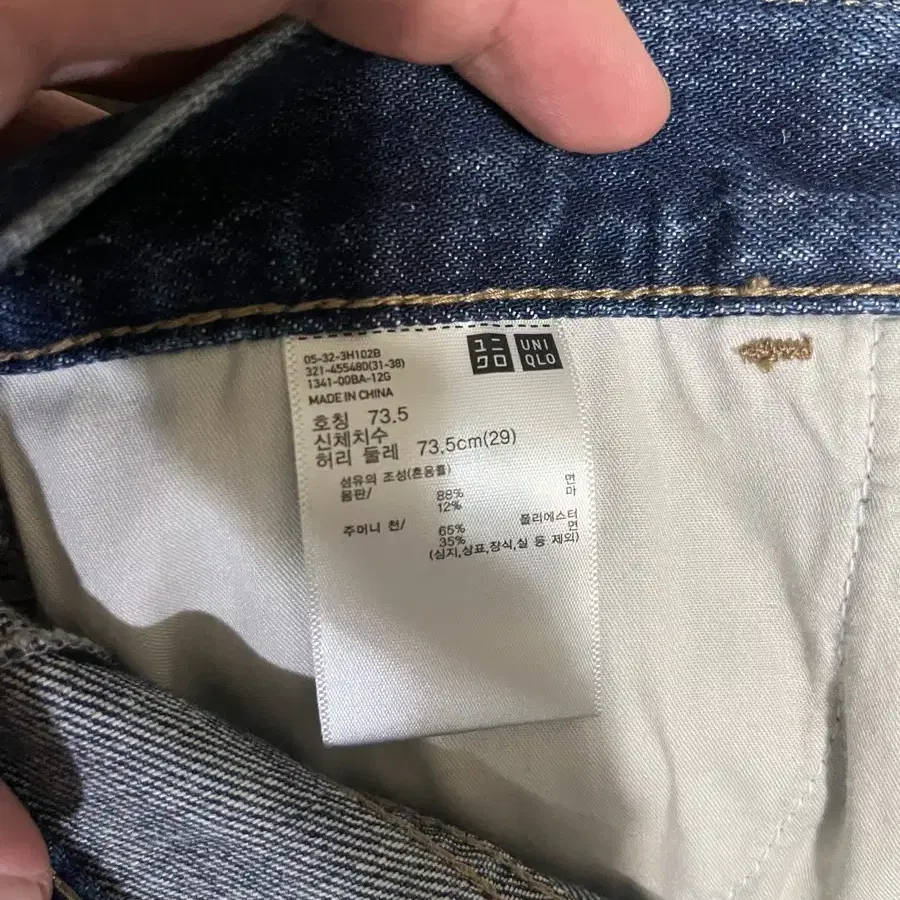 05-32-3H102B
321-45548D(31-38)
1341-00BA-12G
MADE IN CHINA
ユニ
クロ
UNI
QLO
호칭 73.5
신체치수
허리 둘레 73.5cm(29)
섬유의 조성(혼용률)
몸판/ 88% 면
12% 마
주머니 천/ 65% 폴리에스터
35% 면
(심지,상표,장식,실 등 제외)